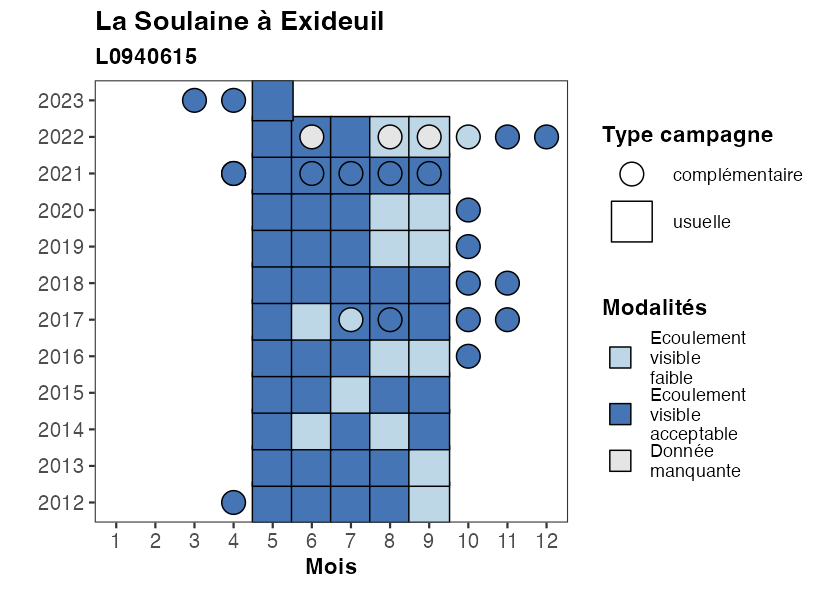 La Soulaine à Exideuil
L0940615
2023
2022
2021
2020
2019
2018
2017
2016
2015
2014
2013
2012
1 2 3 4 5 6 7 8 9 10 11 12
Mois
Type campagne
complémentaire
usuelle
Modalités
Ecoulement
visible
faible
Ecoulement
visible
acceptable
Donnée
manquante